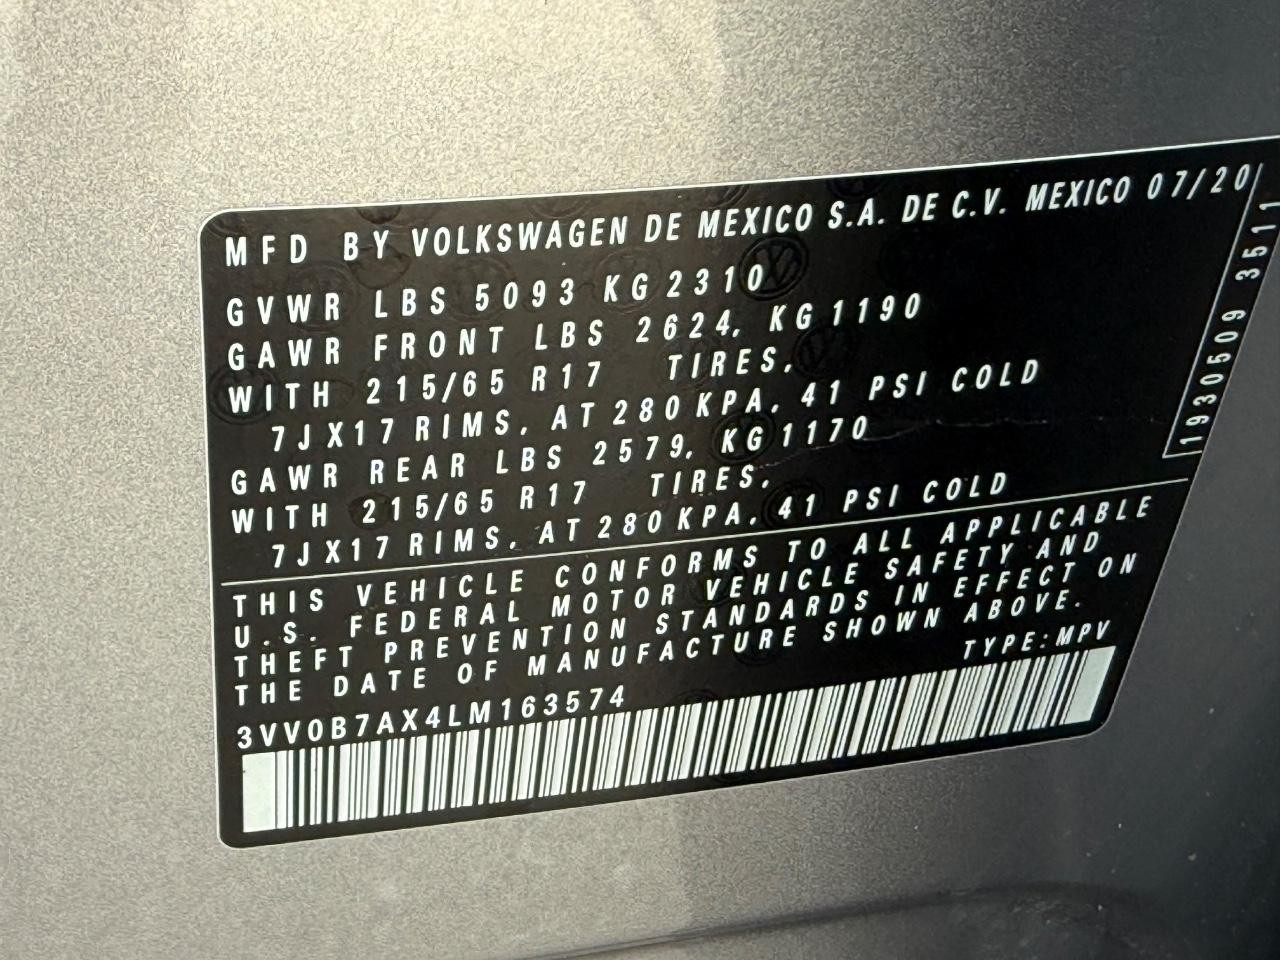 MFD BY VOLKSWAGEN DE MEXICO S.A. DE C.V. MEXICO 07/20
GVWR LBS 5093 KG 2310
GAWR FRONT LBS 2624, KG 1190
WITH 215/65 R17 TIRES,
7JX17 RIMS, AT 280 KPA, 41 PSI COLD
GAWR REAR LBS 2579, KG 1170
WITH 215/65 R17 TIRES,
7JX17 RIMS, AT 280 KPA, 41 PSI COLD
THIS VEHICLE CONFORMS TO ALL APPLICABLE
U.S. FEDERAL MOTOR VEHICLE SAFETY AND
THEFT PREVENTION STANDARDS IN EFFECT ON
THE DATE OF MANUFACTURE SHOWN ABOVE.
3VV0B7AX4LM163574 TYPE:MPV
1930509 3511